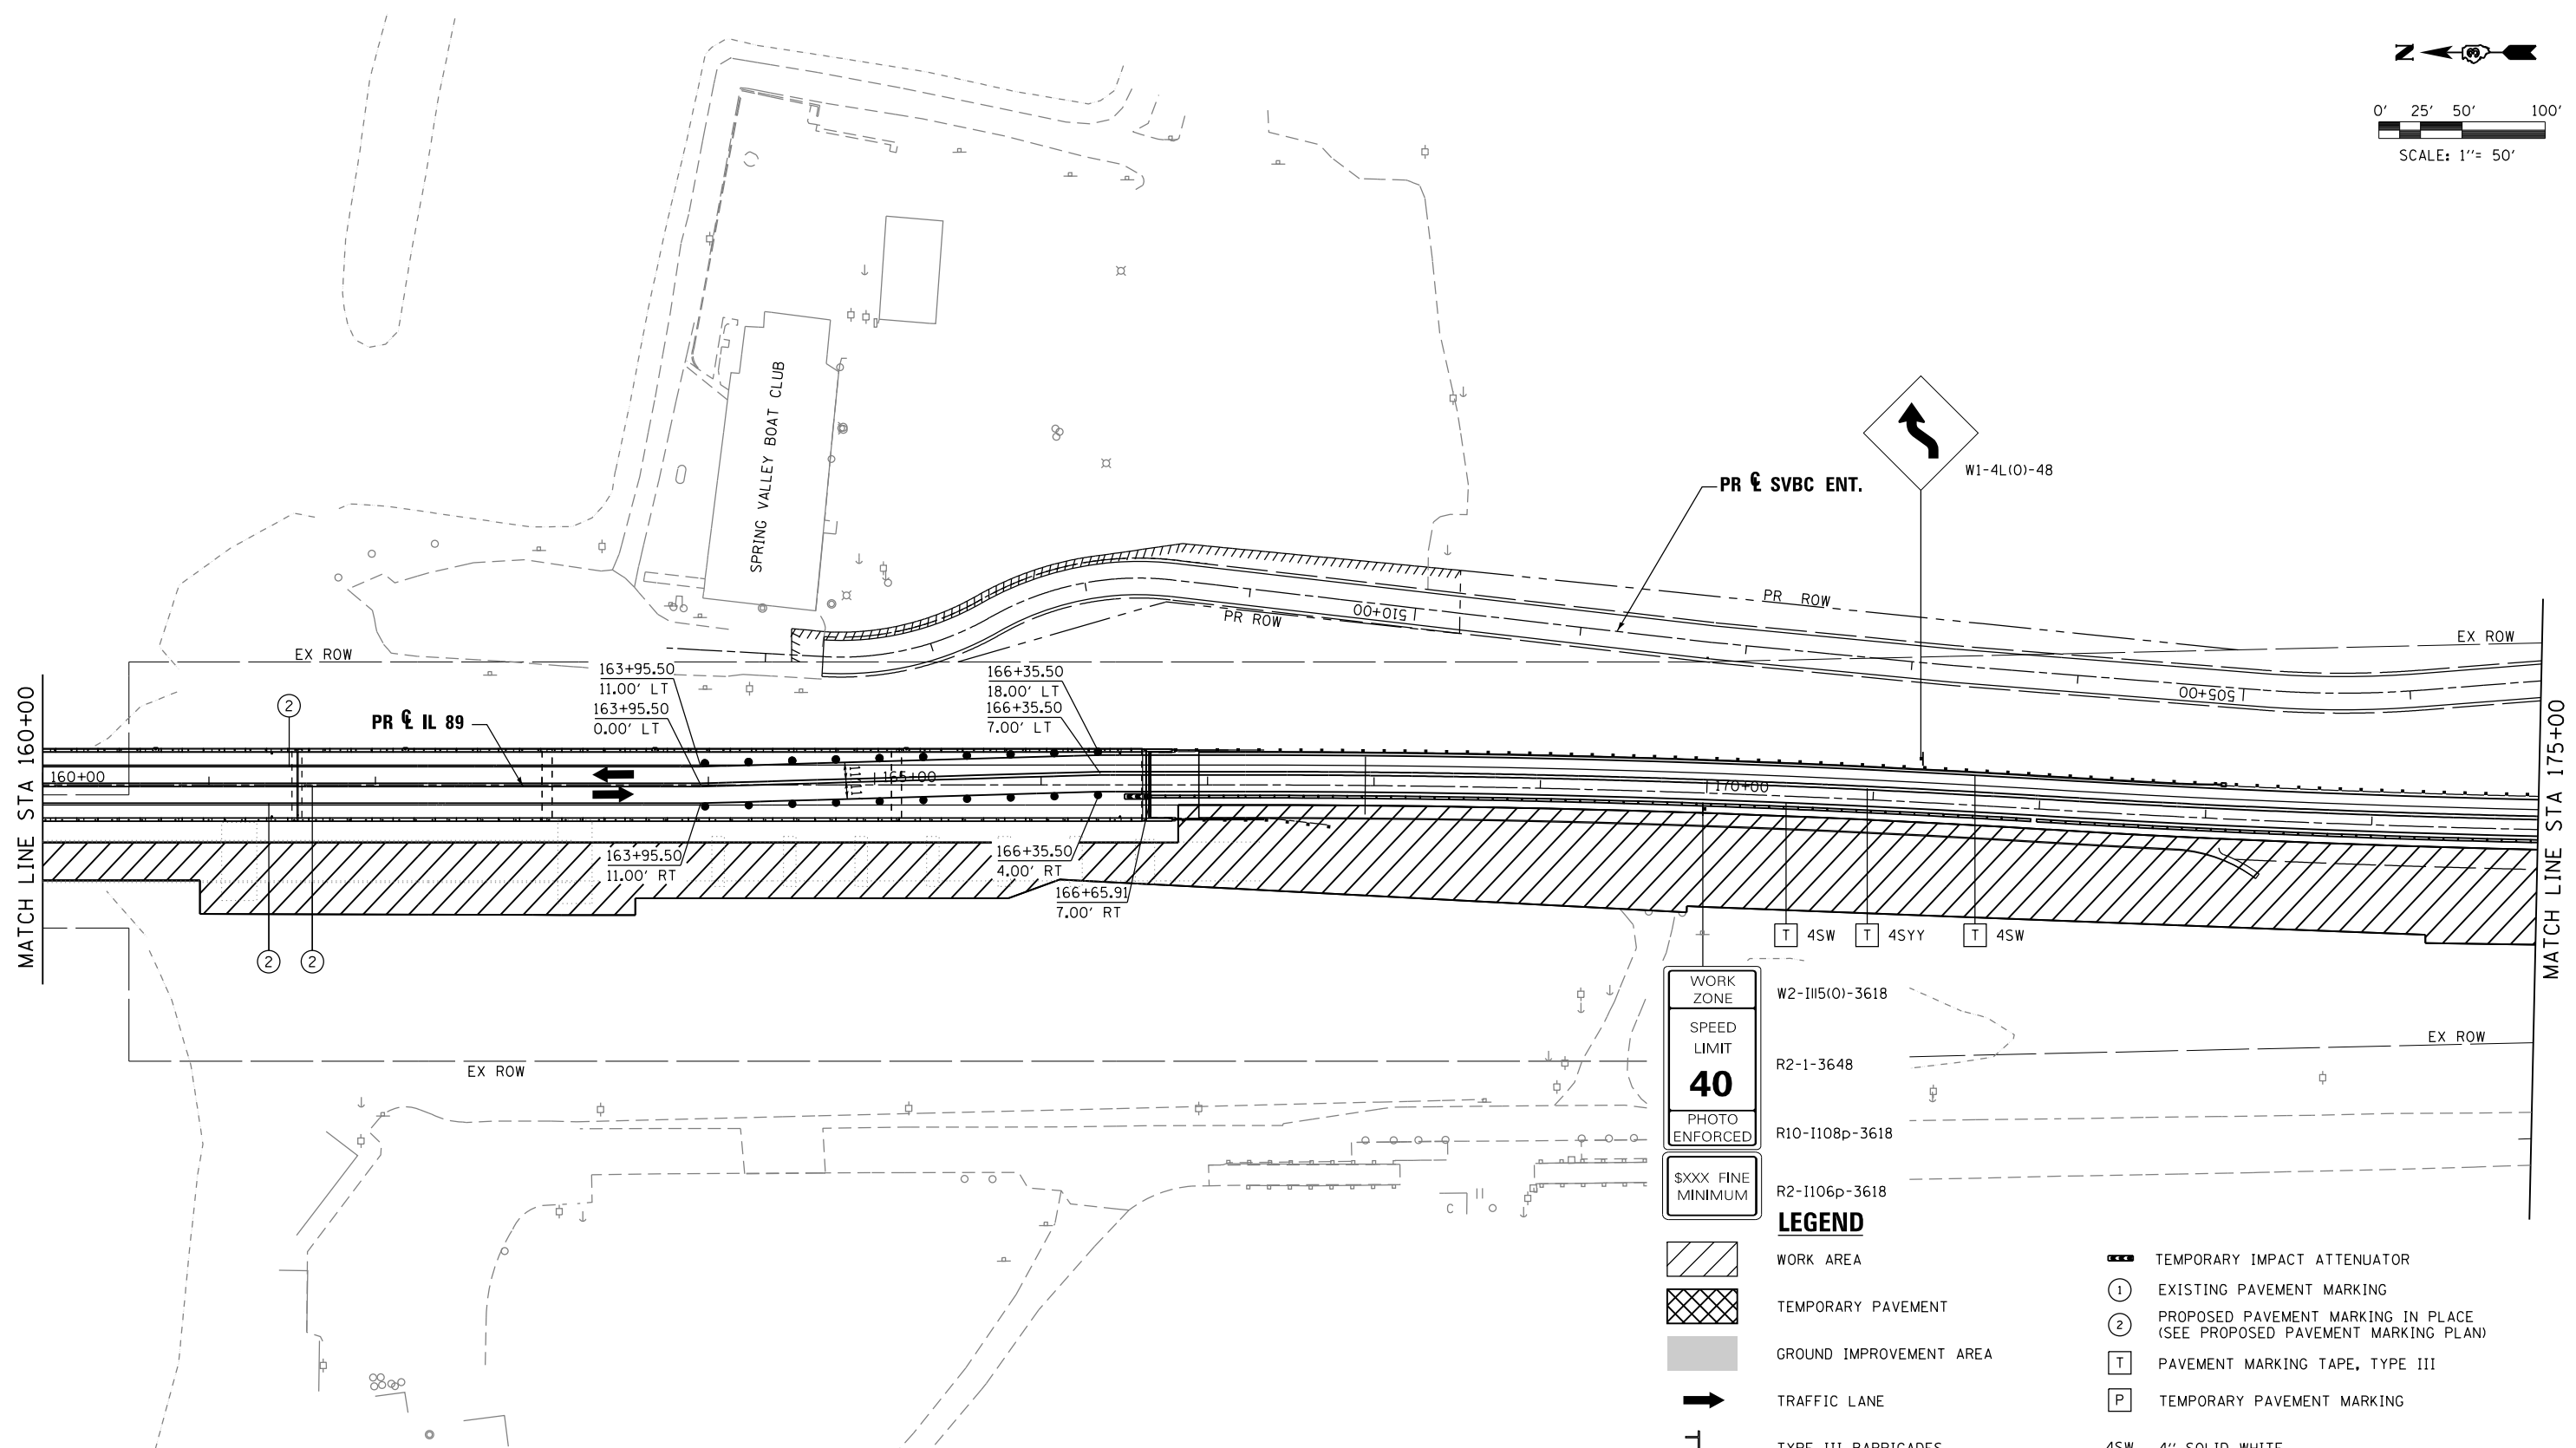 N
0' 25' 50' 100'
SCALE: 1''= 50'
SPRING VALLEY BOAT CLUB
W1-4L(O)-48
PR ℄ SVBC ENT.
PR ROW
510+00
PR ROW
EX ROW
505+00
EX ROW
163+95.50
11.00' LT
163+95.50
0.00' LT
166+35.50
18.00' LT
166+35.50
7.00' LT
2
PR ℄ IL 89
MATCH LINE STA 160+00
160+00
165+00
170+00
MATCH LINE STA 175+00
163+95.50
11.00' RT
166+35.50
4.00' RT
166+65.91
7.00' RT
2
2
T 4SW
T 4SYY
T 4SW
EX ROW
EX ROW
WORK
ZONE
W2-I115(O)-3618
SPEED
LIMIT
40
R2-1-3648
PHOTO
ENFORCED
R10-I108p-3618
$XXX FINE
MINIMUM
R2-I106p-3618
C
LEGEND
WORK AREA
TEMPORARY PAVEMENT
GROUND IMPROVEMENT AREA
TRAFFIC LANE
TYPE III BARRICADES
TEMPORARY IMPACT ATTENUATOR
1 EXISTING PAVEMENT MARKING
2 PROPOSED PAVEMENT MARKING IN PLACE
(SEE PROPOSED PAVEMENT MARKING PLAN)
T PAVEMENT MARKING TAPE, TYPE III
P TEMPORARY PAVEMENT MARKING
4SW 4'' SOLID WHITE